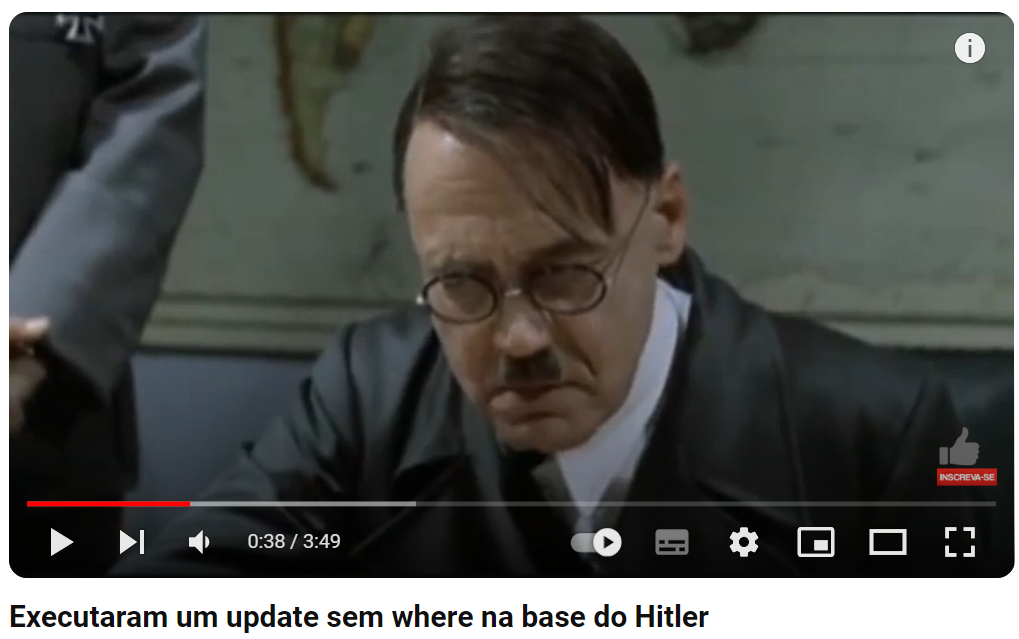 i
INSCREVA-SE
0:38 / 3:49
Executaram um update sem where na base do Hitler